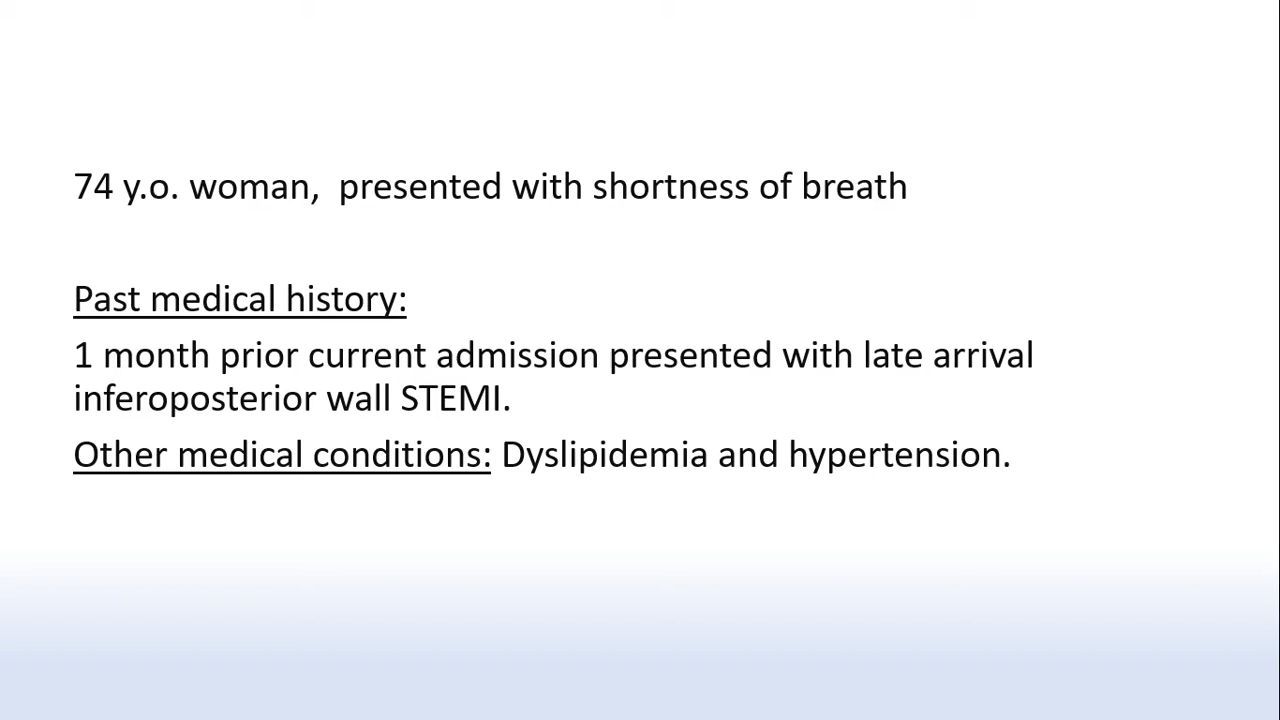 74 y.o. woman,  presented with shortness of breath
Past medical history:
1 month prior current admission presented with late arrival
inferoposterior wall STEMI.
Other medical conditions: Dyslipidemia and hypertension.